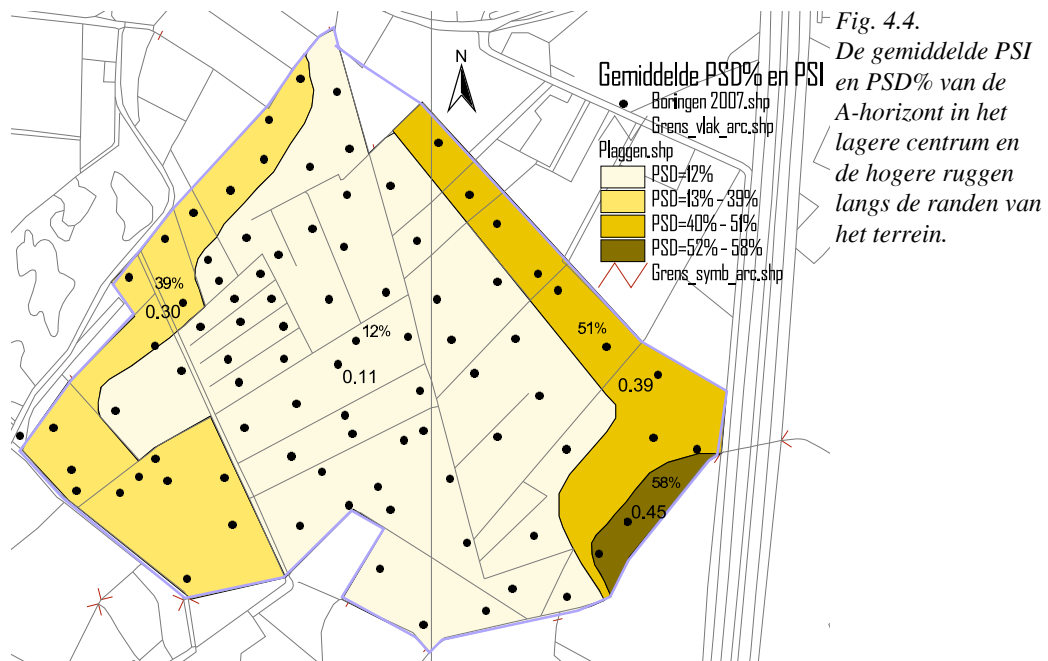 Fig. 4.4.
De gemiddelde PSI
en PSD% van de
A-horizont in het
lagere centrum en
de hogere ruggen
langs de randen van
het terrein.
N
Gemiddelde PSD% en PSI
Boringen 2007.shp
Grens_vlak_arc.shp
Plaggen.shp
PSD=12%
PSD=13% - 39%
PSD=40% - 51%
PSD=52% - 58%
Grens_symb_arc.shp
39%
0.30
12%
0.11
51%
0.39
58%
0.45